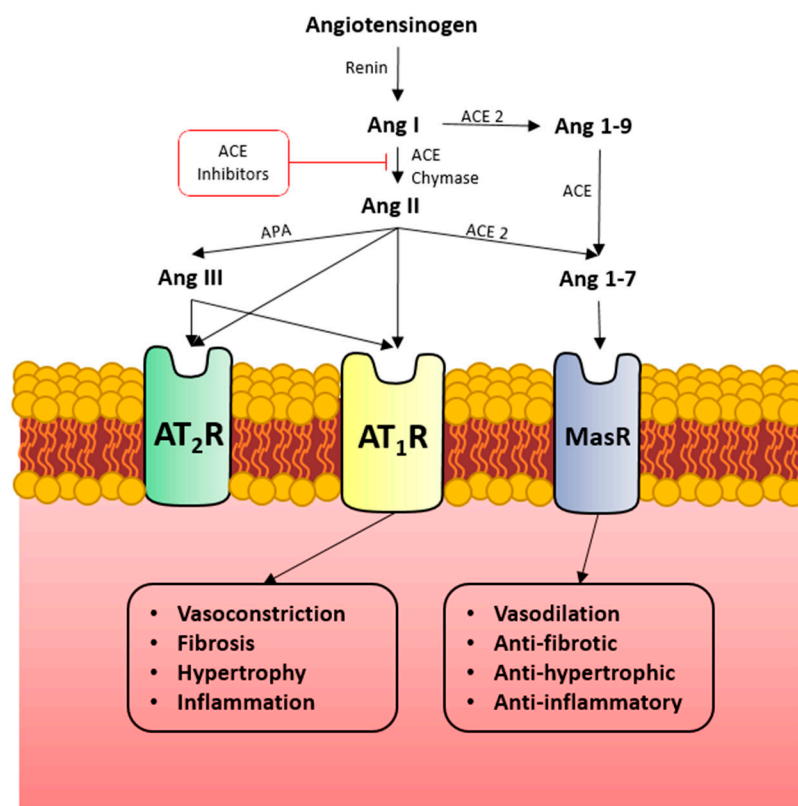 Angiotensinogen
Renin
Ang I
ACE 2
Ang 1-9
ACE
Inhibitors
ACE
Chymase
ACE
Ang II
APA
ACE 2
Ang III
Ang 1-7
AT₂R
AT₁R
MasR
• Vasoconstriction
• Fibrosis
• Hypertrophy
• Inflammation
• Vasodilation
• Anti-fibrotic
• Anti-hypertrophic
• Anti-inflammatory